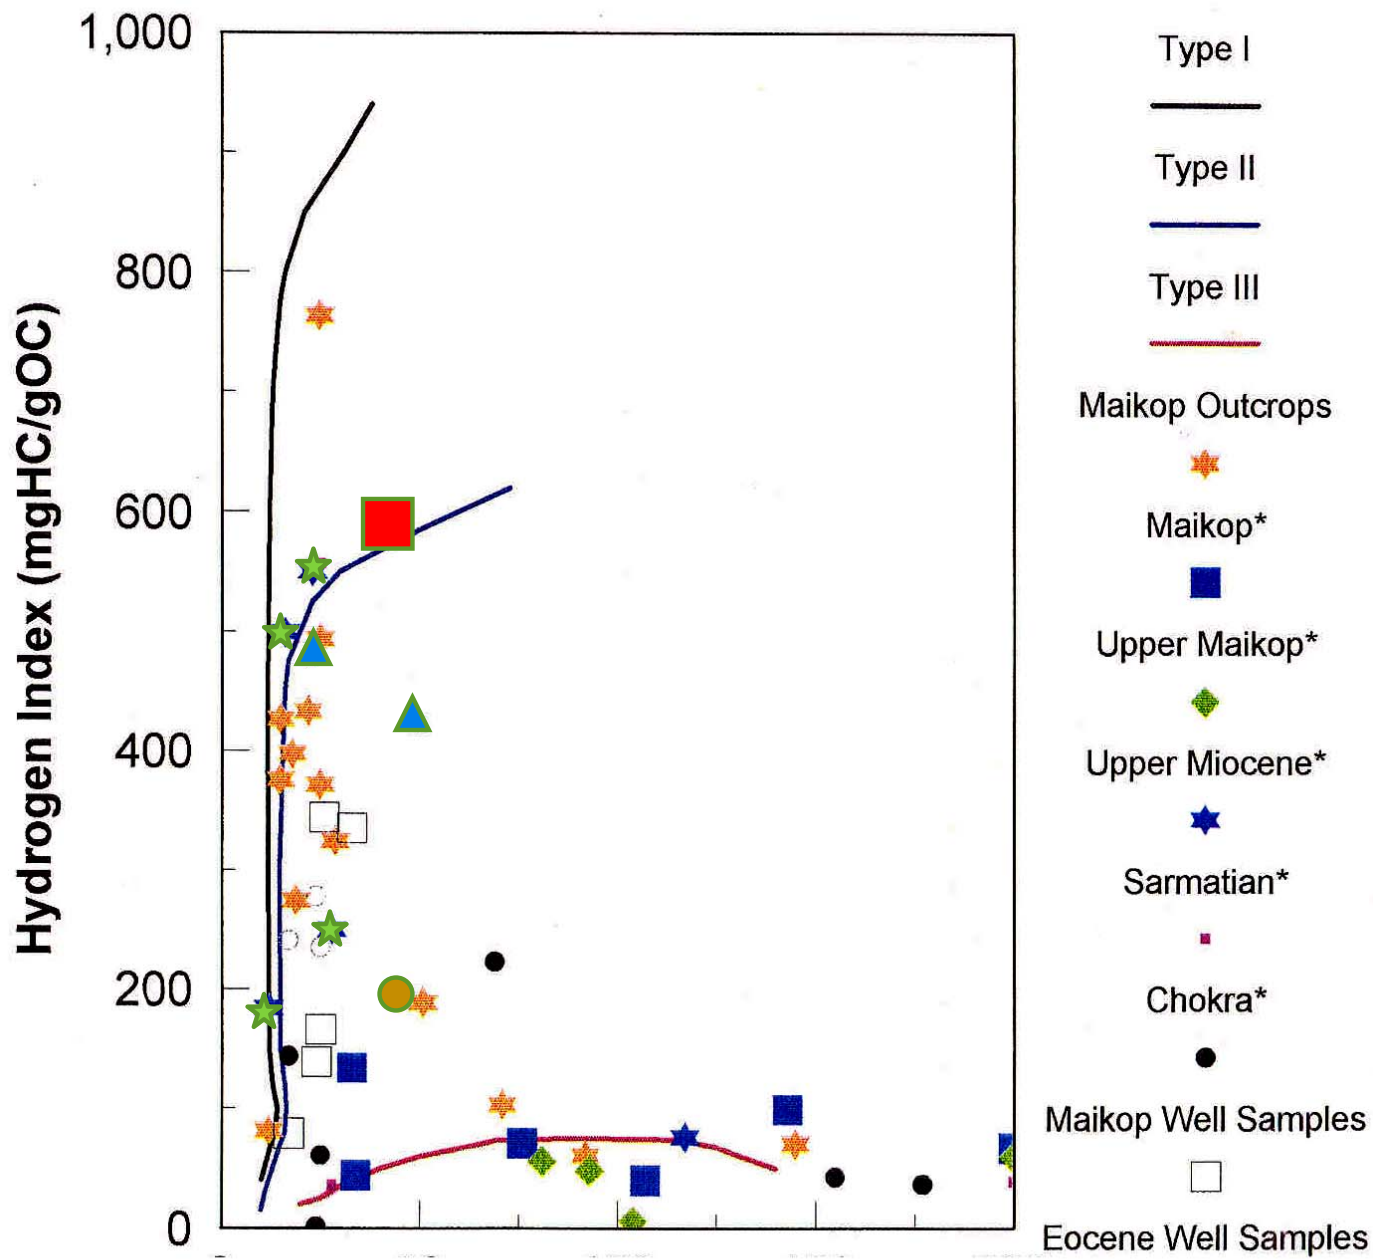 1,000
800
600
400
200
0
Hydrogen Index (mgHC/gOC)
Type I
Type II
Type III
Maikop Outcrops
Maikop*
Upper Maikop*
Upper Miocene*
Sarmatian*
Chokra*
Maikop Well Samples
Eocene Well Samples